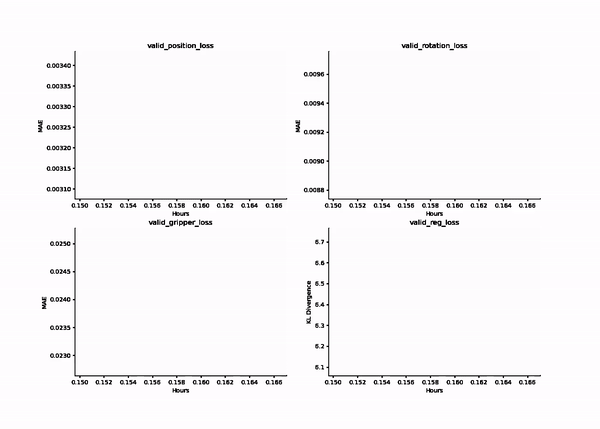 valid_position_loss
MAE
0.00340
0.00335
0.00330
0.00325
0.00320
0.00315
0.00310
0.150 0.152 0.154 0.156 0.158 0.160 0.162 0.164 0.166
Hours
valid_rotation_loss
MAE
0.0096
0.0094
0.0092
0.0090
0.0088
0.150 0.152 0.154 0.156 0.158 0.160 0.162 0.164 0.166
Hours
valid_gripper_loss
MAE
0.0250
0.0245
0.0240
0.0235
0.0230
0.150 0.152 0.154 0.156 0.158 0.160 0.162 0.164 0.166
Hours
valid_reg_loss
KL Divergence
6.7
6.6
6.5
6.4
6.3
6.2
6.1
0.150 0.152 0.154 0.156 0.158 0.160 0.162 0.164 0.166
Hours